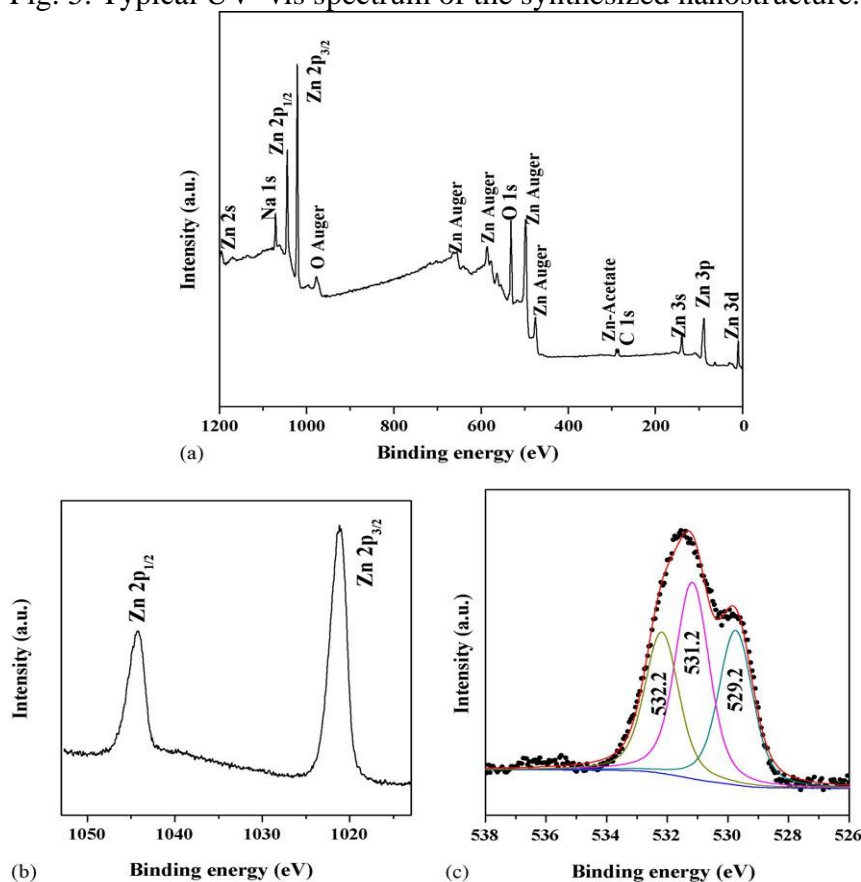 Fig. 3. Typical UV–vis spectrum of the synthesized nanostructure.
Intensity (a.u.)
Zn 2s
Na 1s
Zn 2p1/2
Zn 2p3/2
O Auger
Zn Auger
Zn Auger
O 1s
Zn Auger
Zn Auger
Zn-Acetate
C 1s
Zn 3s
Zn 3p
Zn 3d
1200 1000 800 600 400 200 0
(a) Binding energy (eV)
Intensity (a.u.)
Zn 2p1/2
Zn 2p3/2
1050 1040 1030 1020
(b) Binding energy (eV)
Intensity (a.u.)
532.2
531.2
529.2
538 536 534 532 530 528 526
(c) Binding energy (eV)